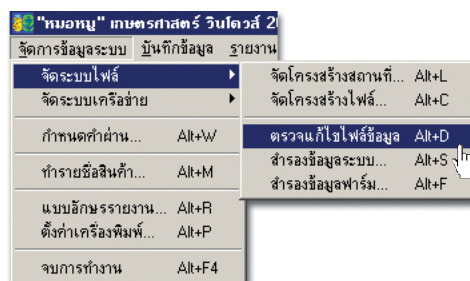 "หมอหมู" เกษตรศาสตร์ วินโดวส์ 2
จัดการข้อมูลระบบ บันทึกข้อมูล รายงาน
จัดระบบไฟล์
จัดระบบเครือข่าย
กำหนดคำผ่าน... Alt+W
ทำรายชื่อสินค้า... Alt+M
แบบอักษรรายงาน... Alt+R
ตั้งค่าเครื่องพิมพ์... Alt+P
จบการทำงาน Alt+F4
จัดโครงสร้างสถานที่... Alt+L
จัดโครงสร้างไฟล์... Alt+C
ตรวจแก้ไขไฟล์ข้อมูล Alt+D
สำรองข้อมูลระบบ... Alt+S
สำรองข้อมูลฟาร์ม... Alt+F